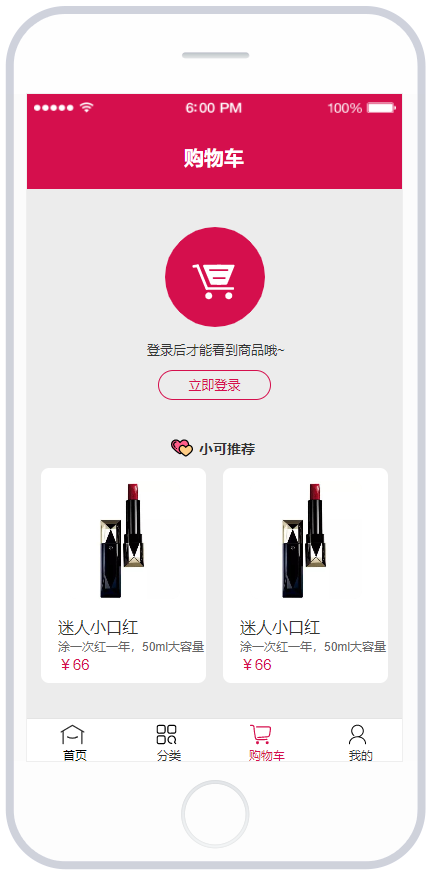 6:00 PM 100%
购物车
登录后才能看到商品哦~
立即登录
小可推荐
迷人小口红
涂一次红一年，50ml大容量
￥66
迷人小口红
涂一次红一年，50ml大容量
￥66
首页 分类 购物车 我的